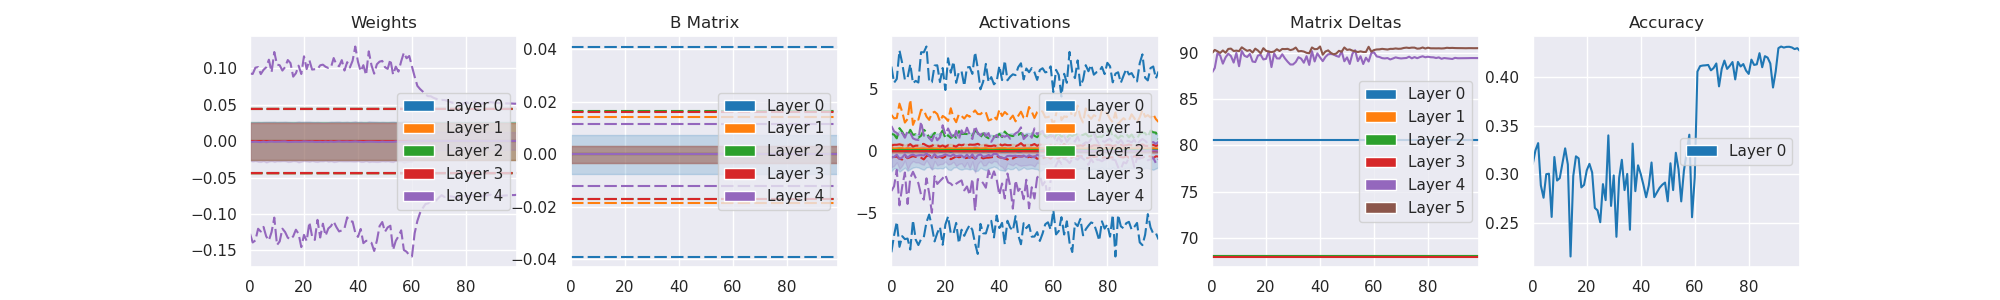 Weights
0.10
0.05
0.00
−0.05
−0.10
−0.15
0 20 40 60 80
Layer 0
Layer 1
Layer 2
Layer 3
Layer 4
B Matrix
0.04
0.02
0.00
−0.02
−0.04
0 20 40 60 80
Layer 0
Layer 1
Layer 2
Layer 3
Layer 4
Activations
5
0
−5
0 20 40 60 80
Layer 0
Layer 1
Layer 2
Layer 3
Layer 4
Matrix Deltas
90
85
80
75
70
0 20 40 60 80
Layer 0
Layer 1
Layer 2
Layer 3
Layer 4
Layer 5
Accuracy
0.40
0.35
0.30
0.25
0 20 40 60 80
Layer 0